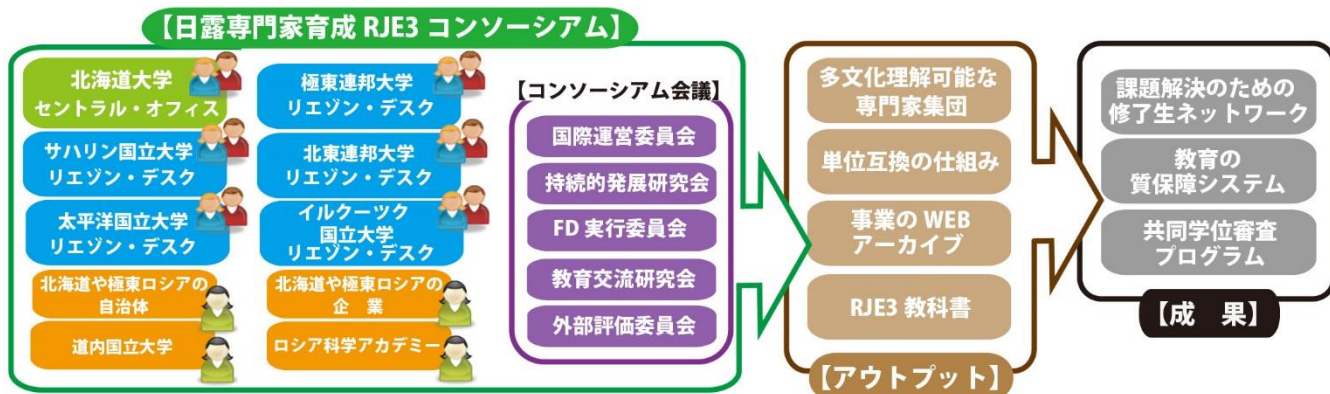 【日露専門家育成 RJE3 コンソーシアム】
北海道大学
セントラル・オフィス
極東連邦大学
リエゾン・デスク
サハリン国立大学
リエゾン・デスク
北東連邦大学
リエゾン・デスク
太平洋国立大学
リエゾン・デスク
イルクーツク
国立大学
リエゾン・デスク
北海道や極東ロシアの
自治体
北海道や極東ロシアの
企 業
道内国立大学
ロシア科学アカデミー
【コンソーシアム会議】
国際運営委員会
持続的発展研究会
FD 実行委員会
教育交流研究会
外部評価委員会
多文化理解可能な
専門家集団
単位互換の仕組み
事業の WEB
アーカイブ
RJE3 教科書
【アウトプット】
課題解決のための
修了生ネットワーク
教育の
質保障システム
共同学位審査
プログラム
【成 果】